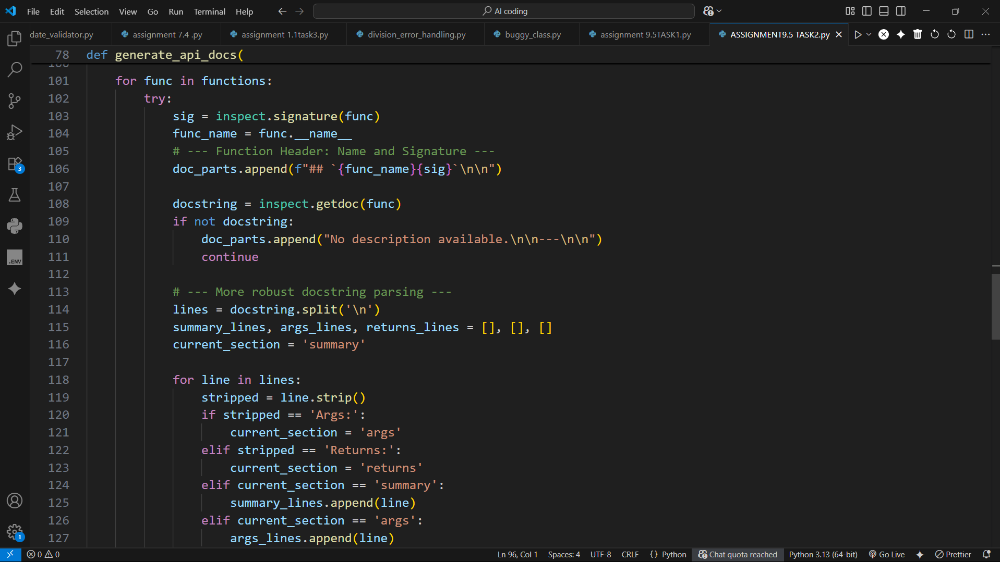 File Edit Selection View Go Run Terminal Help AI coding
date_validator.py assignment 7.4 .py assignment 1.1task3.py division_error_handling.py buggy_class.py assignment 9.5TASK1.py ASSIGNMENT9.5 TASK2.py
78 def generate_api_docs(
100
101 for func in functions:
102 try:
103 sig = inspect.signature(func)
104 func_name = func.__name__
105 # --- Function Header: Name and Signature ---
106 doc_parts.append(f"## `{func_name}{sig}`\n\n")
107
108 docstring = inspect.getdoc(func)
109 if not docstring:
110 doc_parts.append("No description available.\n\n---\n\n")
111 continue
112
113 # --- More robust docstring parsing ---
114 lines = docstring.split('\n')
115 summary_lines, args_lines, returns_lines = [], [], []
116 current_section = 'summary'
117
118 for line in lines:
119 stripped = line.strip()
120 if stripped == 'Args:':
121 current_section = 'args'
122 elif stripped == 'Returns:':
123 current_section = 'returns'
124 elif current_section == 'summary':
125 summary_lines.append(line)
126 elif current_section == 'args':
127 args_lines.append(line)
3
.ENV
1
0 0 Ln 96, Col 1 Spaces: 4 UTF-8 CRLF {} Python Chat quota reached Python 3.13 (64-bit) Go Live Prettier